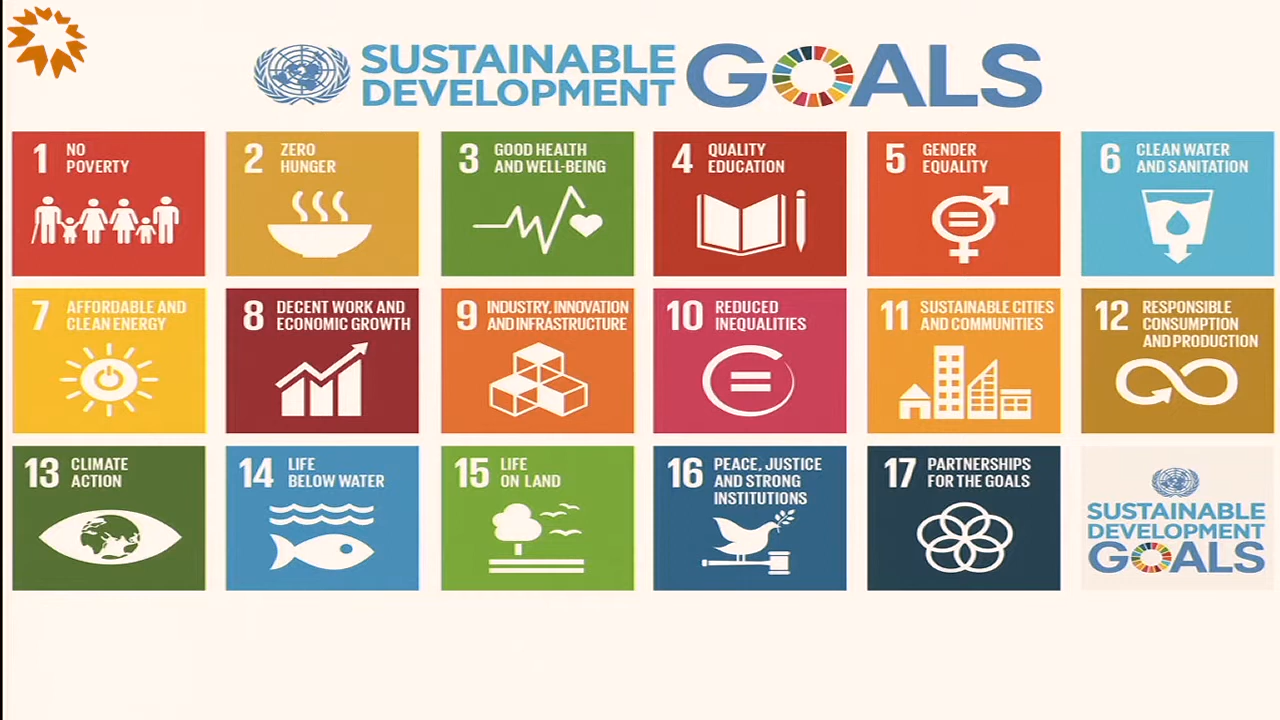 SUSTAINABLE
DEVELOPMENT
GOALS
1 NO
POVERTY
2 ZERO
HUNGER
3 GOOD HEALTH
AND WELL-BEING
4 QUALITY
EDUCATION
5 GENDER
EQUALITY
6 CLEAN WATER
AND SANITATION
7 AFFORDABLE AND
CLEAN ENERGY
8 DECENT WORK AND
ECONOMIC GROWTH
9 INDUSTRY, INNOVATION
AND INFRASTRUCTURE
10 REDUCED
INEQUALITIES
11 SUSTAINABLE CITIES
AND COMMUNITIES
12 RESPONSIBLE
CONSUMPTION
AND PRODUCTION
13 CLIMATE
ACTION
14 LIFE
BELOW WATER
15 LIFE
ON LAND
16 PEACE, JUSTICE
AND STRONG
INSTITUTIONS
17 PARTNERSHIPS
FOR THE GOALS
SUSTAINABLE
DEVELOPMENT
GOALS